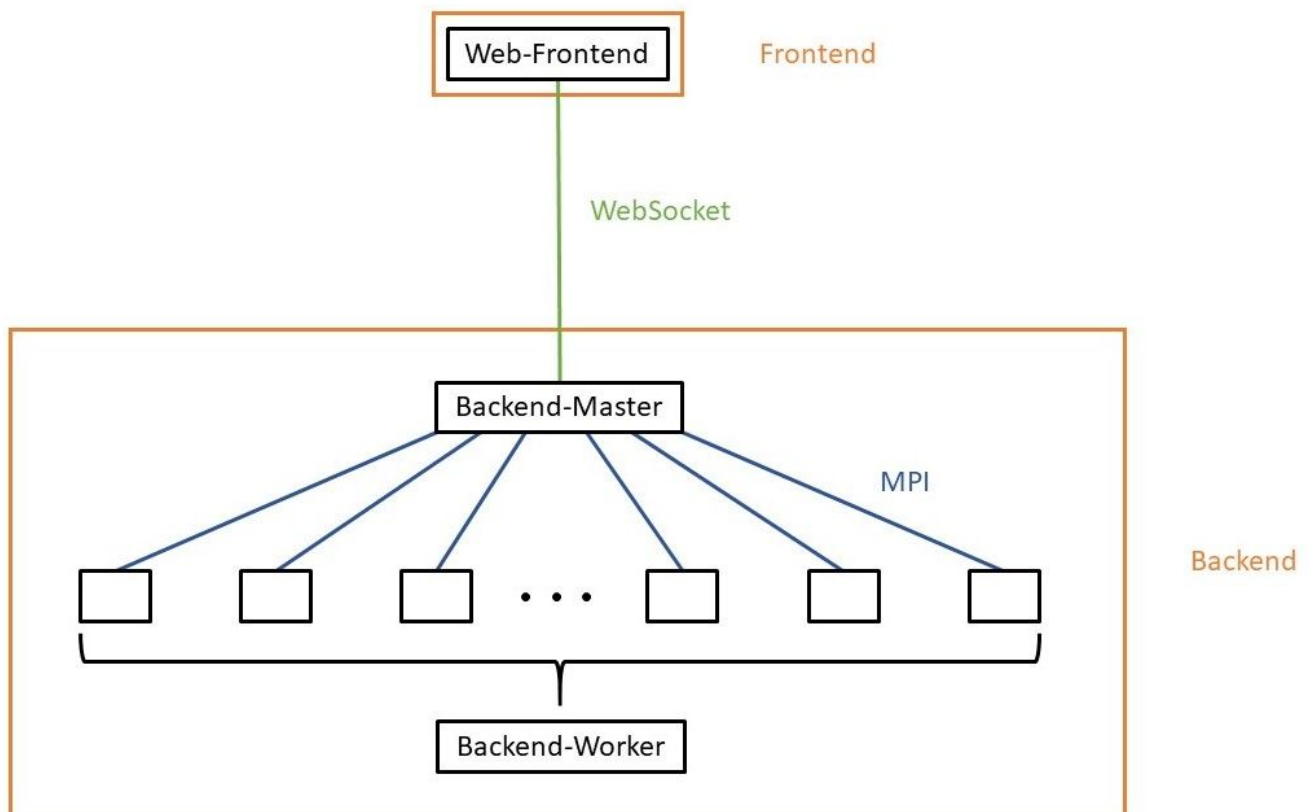 Web-Frontend
Frontend
WebSocket
Backend-Master
MPI
Backend
Backend-Worker